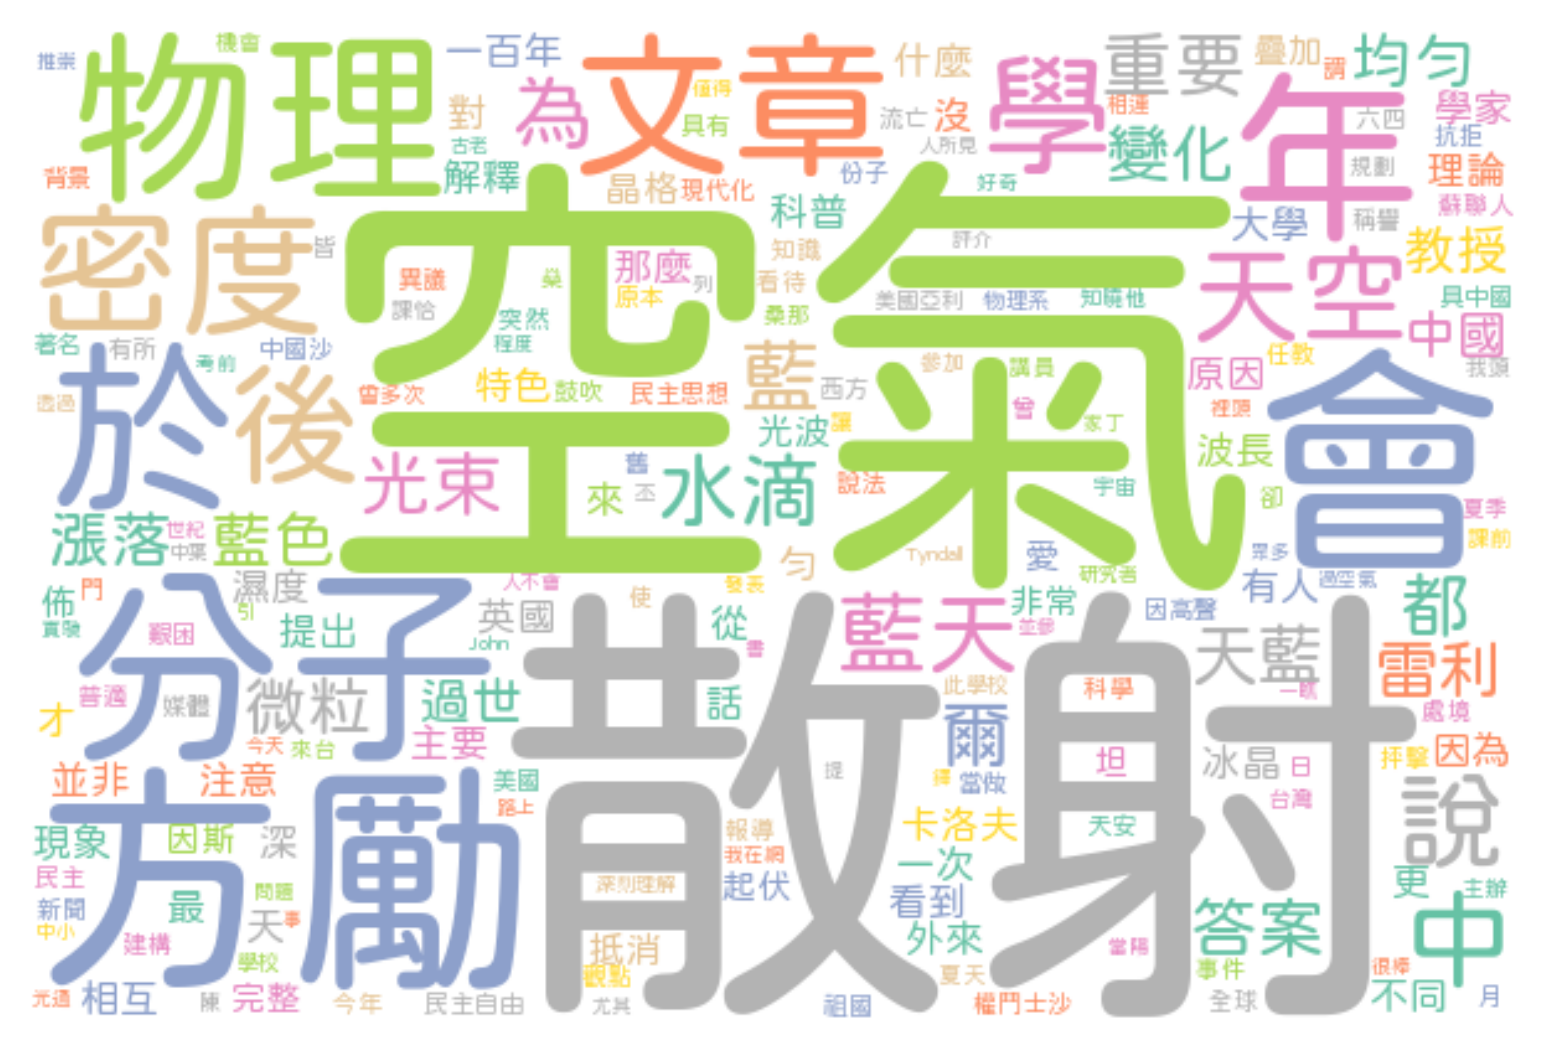 推崇
物理
機會
一百年
文章
什麼
重要
疊加
謂
均勻
對
為
值得
學
年
學家
古老
具有
流亡
沒
相連
人所見
變化
六四
抗拒
背景
解釋
晶格
現代化
份子
好奇
規劃
理論
密度
皆
空氣
科普
大學
稱譽
蘇聯人
異議
那麼
列
知識
評介
天空
教授
課恰
原本
看待
美國亞利
物理系
知曉他
具中國
著名
有所
考前
中國沙
突然
程度
桑那
中國
於
後
特色
鼓吹
民主思想
藍
西方
參加
講員
原因
任教
我頭
透過
曾多次
光波
讓
曾
家丁
裡頭
會
光束
舊
來
水滴
說法
宇宙
波長
卻
夏季
漲落
世紀
中葉
藍色
勻
Tyndall
愛
研究者
眾多
課前
佈
門
濕度
引
人不會
發表
有人
過空氣
分子
提出
英國
使
從
藍天
非常
並參
因高聲
都
艱困
John
書
散射
天藍
雷利
普適
媒體
微粒
過世
話
此學校
科學
一瞧
處境
才
今天
來台
主要
爾
坦
冰晶
日
抨擊
因為
並非
注意
美國
路上
提
當做
台灣
說
方勵
現象
因斯
深
報導
我在網
卡洛夫
天安
民主
問題
深刻理解
起伏
一次
更
主辦
新聞
中小
最
天
事
看到
答案
中
建構
學校
抵消
觀點
外來
當陽
事件
很棒
相互
陳
完整
今年
民主自由
尤其
祖國
夏天
權鬥士沙
全球
不同
月